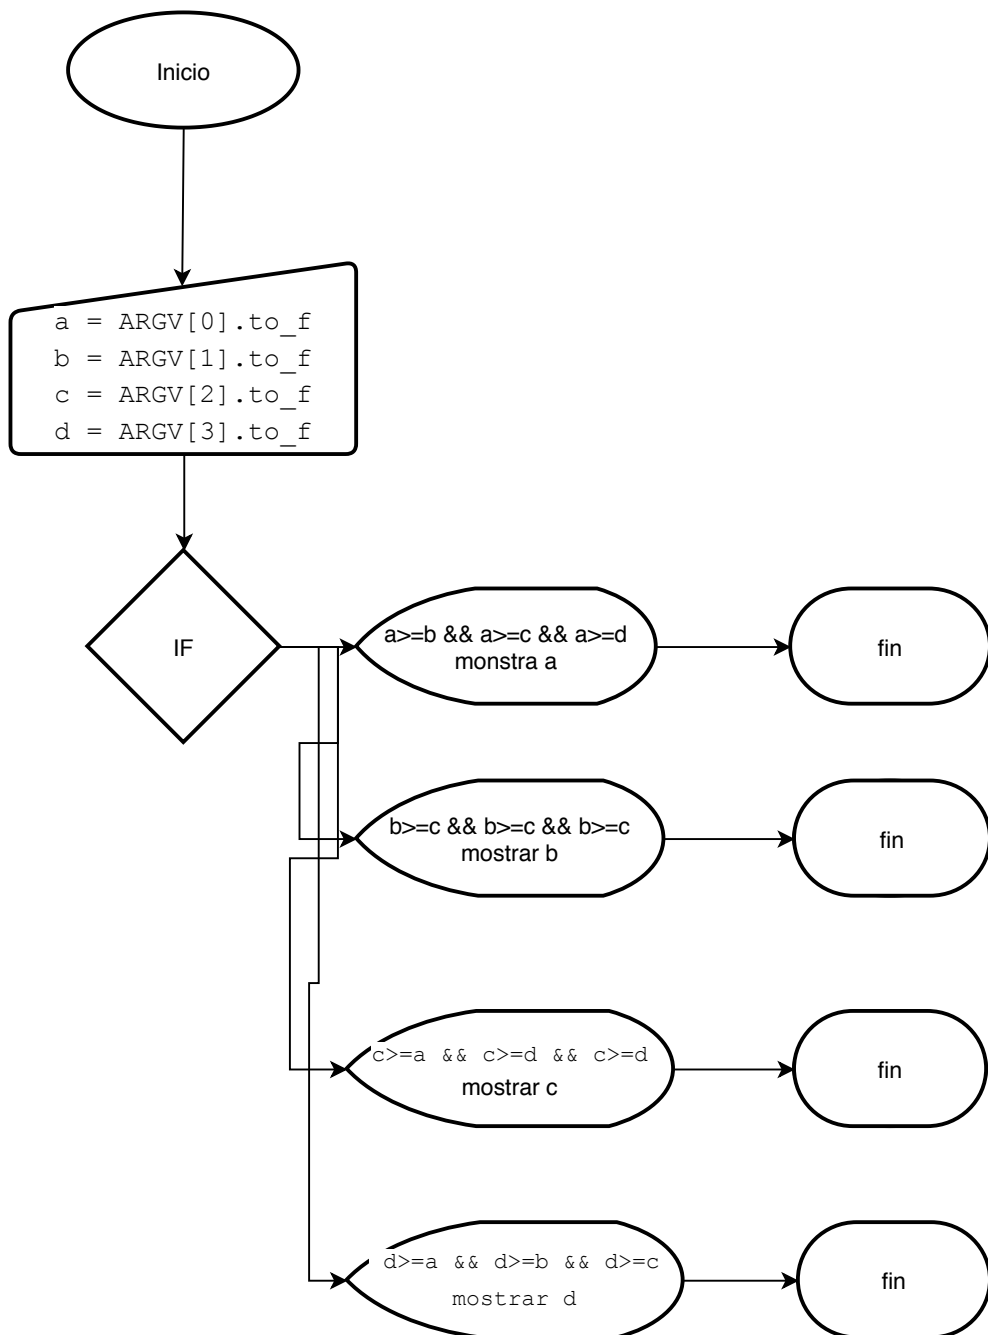 Inicio
a = ARGV[0].to_f
b = ARGV[1].to_f
c = ARGV[2].to_f
d = ARGV[3].to_f
IF
a>=b && a>=c && a>=d
monstra a
fin
b>=c && b>=c && b>=c
mostrar b
fin
c>=a && c>=d && c>=d
mostrar c
fin
d>=a && d>=b && d>=c
mostrar d
fin